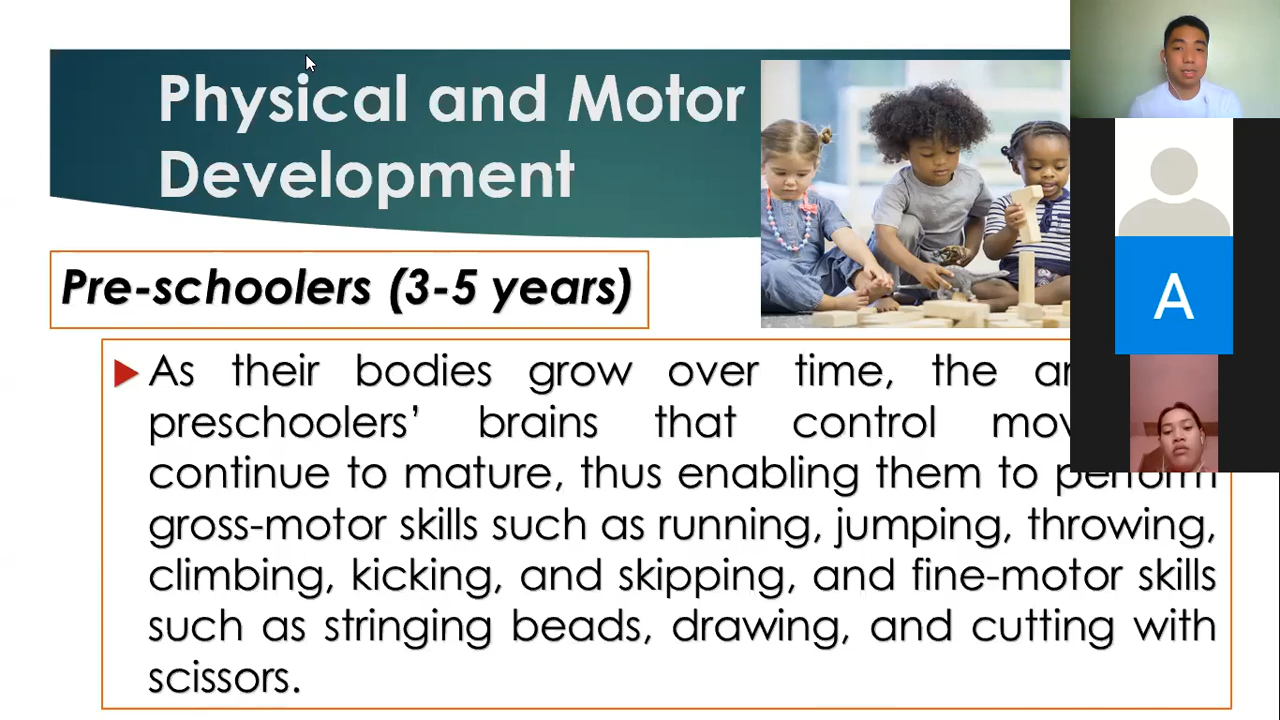 Physical and Motor
Development
Pre-schoolers (3-5 years)
As their bodies grow over time, the
preschoolers’ brains that control
continue to mature, thus enabling them to perform
gross-motor skills such as running, jumping, throwing,
climbing, kicking, and skipping, and fine-motor skills
such as stringing beads, drawing, and cutting with
scissors.
A